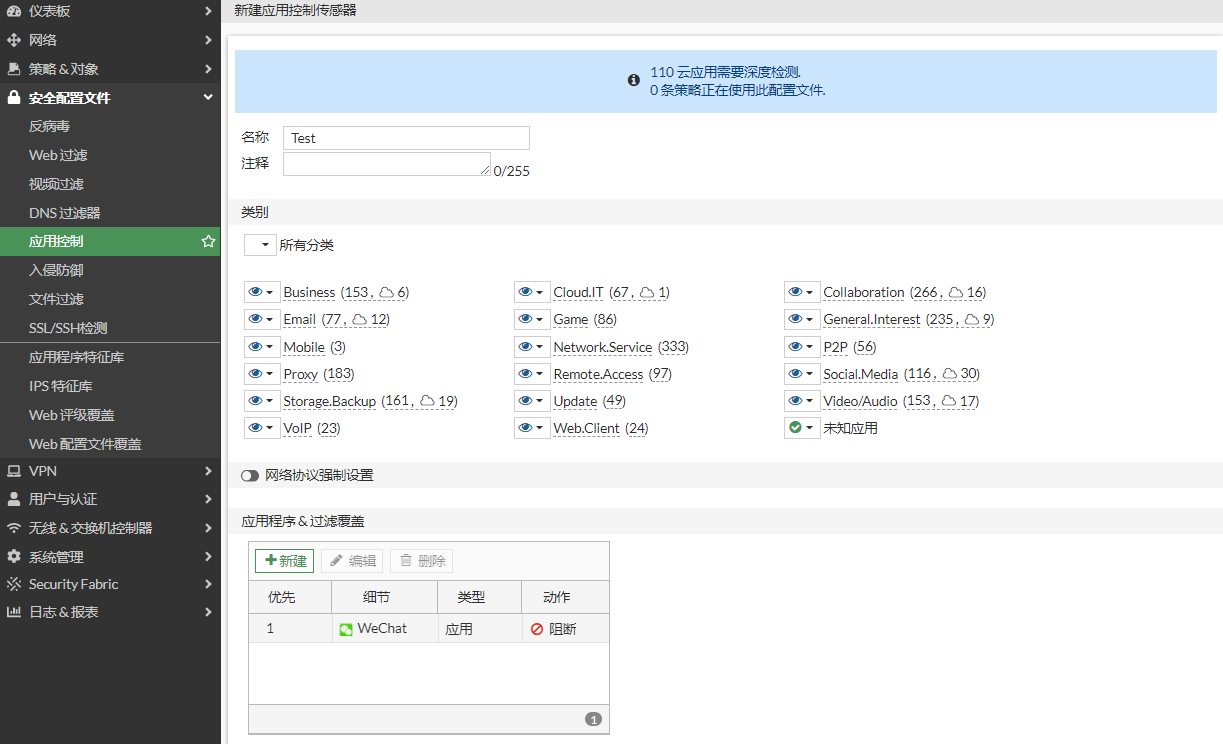 仪表板
网络
策略 & 对象
安全配置文件
反病毒
Web 过滤
视频过滤
DNS 过滤器
应用控制
入侵防御
文件过滤
SSL/SSH检测
应用程序特征库
IPS 特征库
Web 评级覆盖
Web 配置文件覆盖
VPN
用户与认证
无线 & 交换机控制器
系统管理
Security Fabric
日志 & 报表
新建应用控制传感器
110 云应用需要深度检测.
0 条策略正在使用此配置文件.
名称 Test
注释 0/255
类别
所有分类
Business (153, 6) Cloud.IT (67, 1) Collaboration (266, 16)
Email (77, 12) Game (86) General.Interest (235, 9)
Mobile (3) Network.Service (333) P2P (56)
Proxy (183) Remote.Access (97) Social.Media (116, 30)
Storage.Backup (161, 19) Update (49) Video/Audio (153, 17)
VoIP (23) Web.Client (24) 未知应用
网络协议强制设置
应用程序 & 过滤覆盖
新建 编辑 删除
优先 细节 类型 动作
1 WeChat 应用 阻断
1